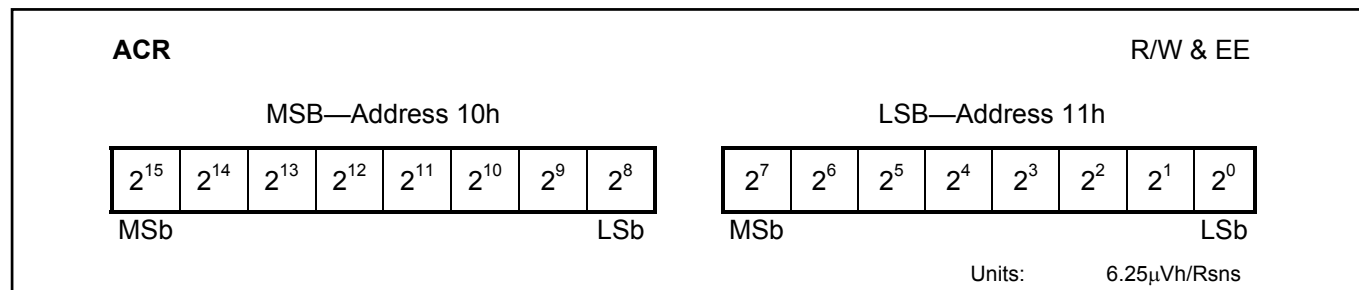 ACR R/W & EE
MSB—Address 10h LSB—Address 11h
2^15 2^14 2^13 2^12 2^11 2^10 2^9 2^8 2^7 2^6 2^5 2^4 2^3 2^2 2^1 2^0
MSb LSb MSb LSb
Units: 6.25μVh/Rsns